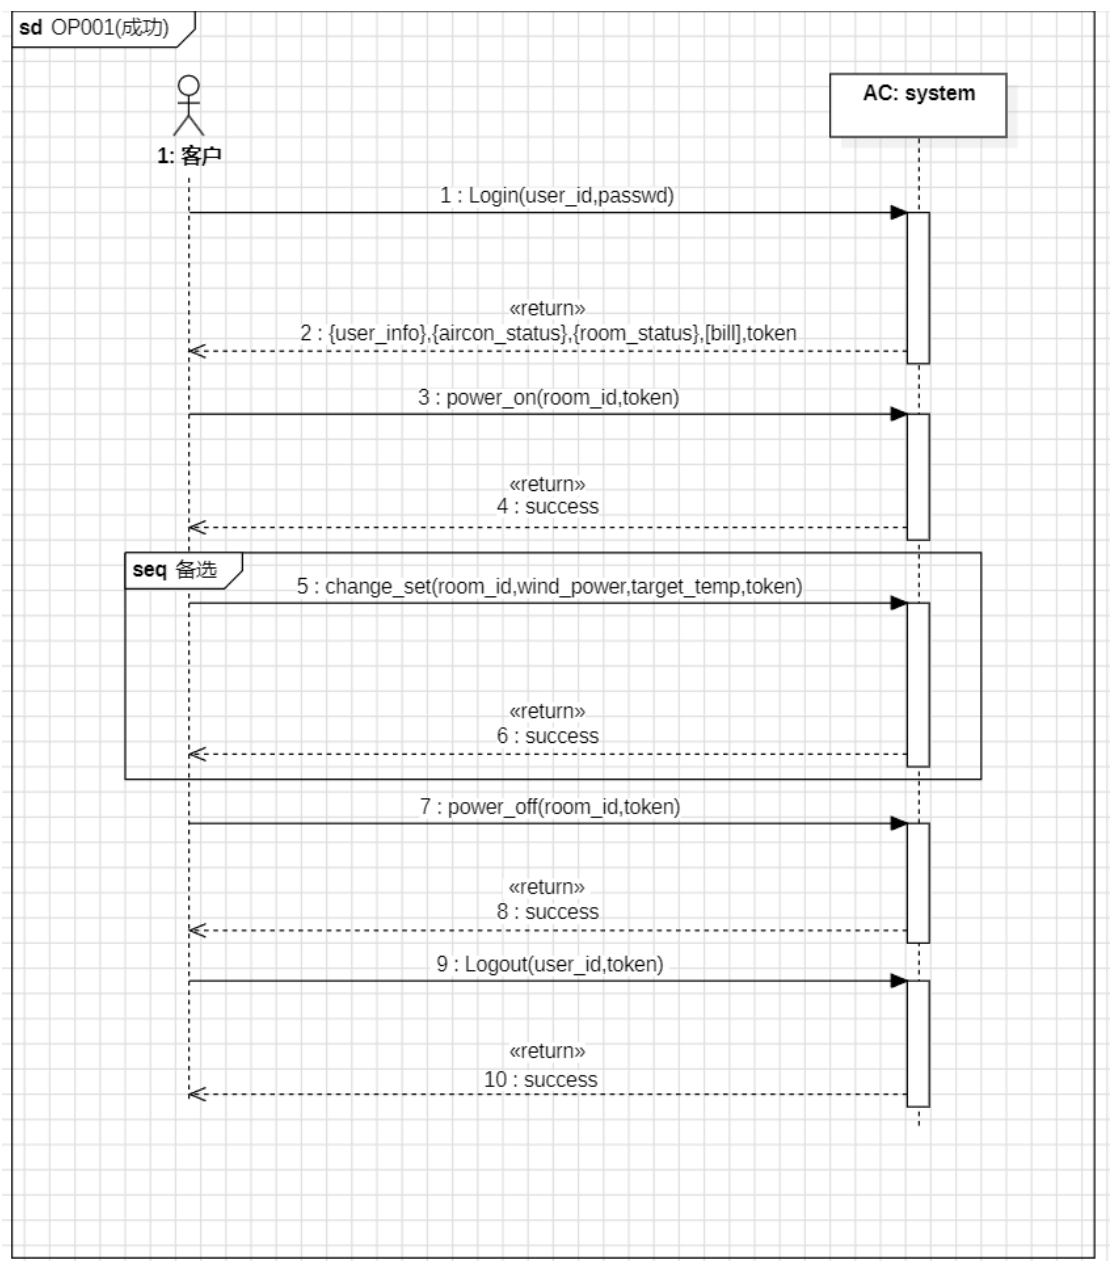 sd OP001(成功)
AC: system
1: 客户
1 : Login(user_id,passwd)
«return»
2 : {user_info},{aircon_status},{room_status},[bill],token
3 : power_on(room_id,token)
«return»
4 : success
seq 备选
5 : change_set(room_id,wind_power,target_temp,token)
«return»
6 : success
7 : power_off(room_id,token)
«return»
8 : success
9 : Logout(user_id,token)
«return»
10 : success